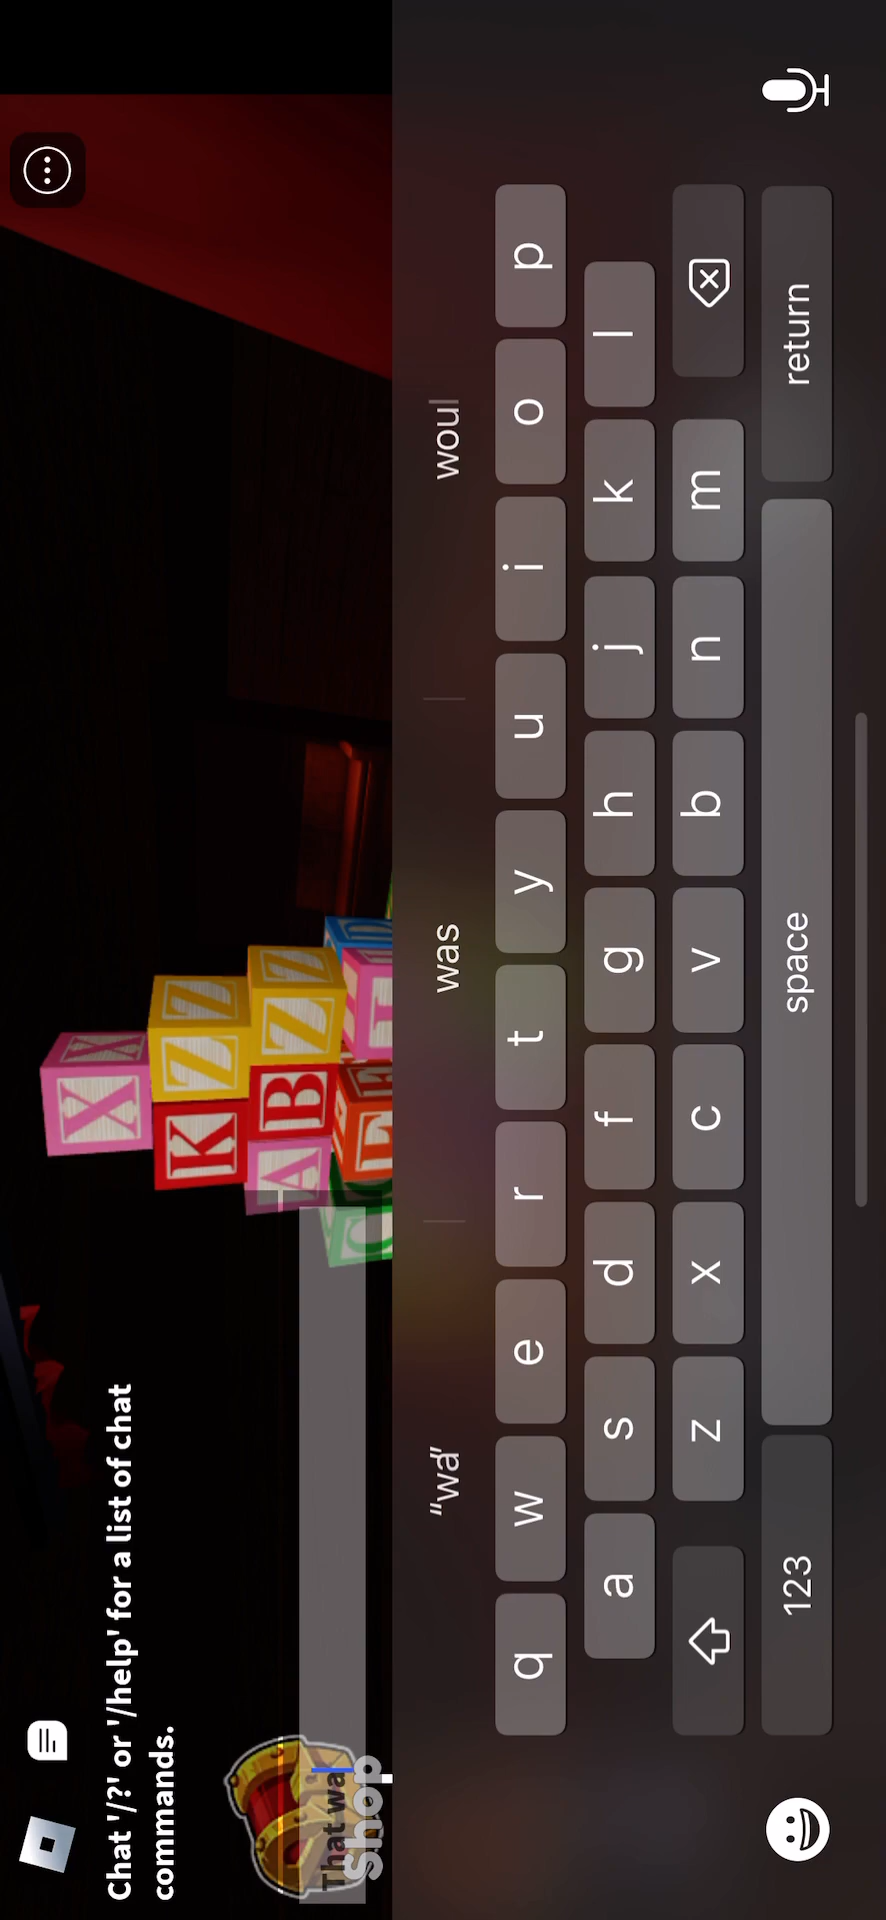 Chat '/?' or '/help' for a list of chat
commands.
X X
K Z Z
A B Z Z
That wa
Shop
"wa" was woul
q w e r t y u i o p
a s d f g h j k l
z x c v b n m
123 space return